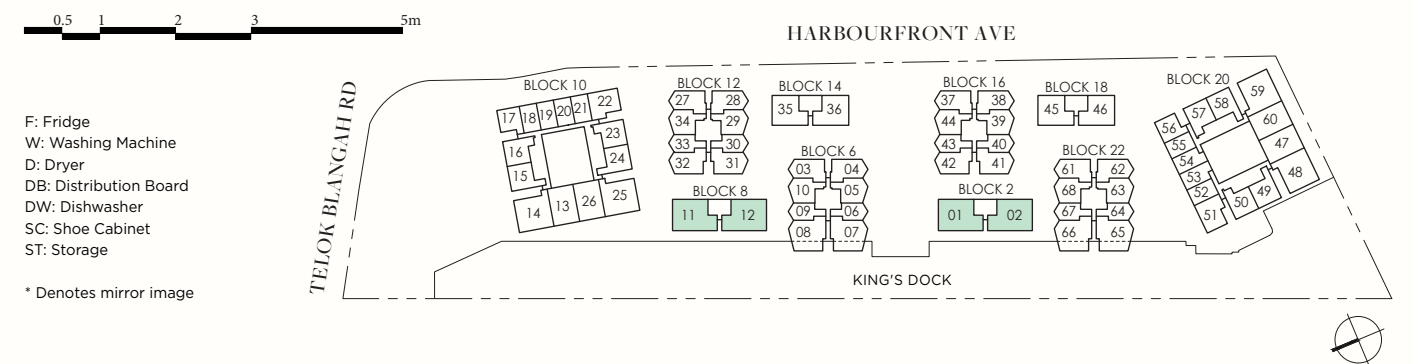 0.5 1 2 3 5m
HARBOURFRONT AVE
TELOK BLANGAH RD
F: Fridge
W: Washing Machine
D: Dryer
DB: Distribution Board
DW: Dishwasher
SC: Shoe Cabinet
ST: Storage
* Denotes mirror image
BLOCK 10
17 18 19 20 21 22
16 23
15 24
14 13 26 25
BLOCK 12
27 28
34 29
33 30
32 31
BLOCK 14
35 36
BLOCK 8
11 12
BLOCK 6
03 04
10 05
09 06
08 07
BLOCK 16
37 38
44 39
43 40
42 41
BLOCK 18
45 46
BLOCK 2
01 02
BLOCK 22
61 62
68 63
67 64
66 65
BLOCK 20
59
58
57
56 60
55 47
54
53
52 48
51 50 49
KING'S DOCK